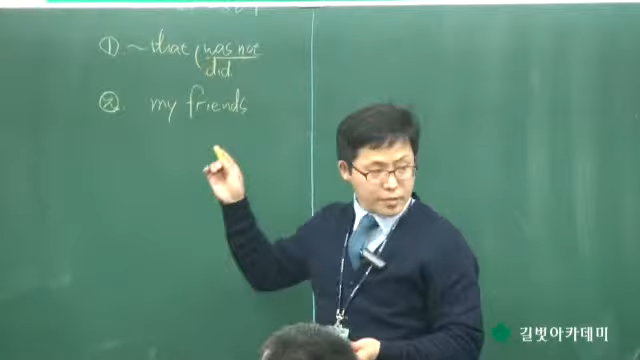 ① ~ that ( was not
did
② my friends
길벗아카데미